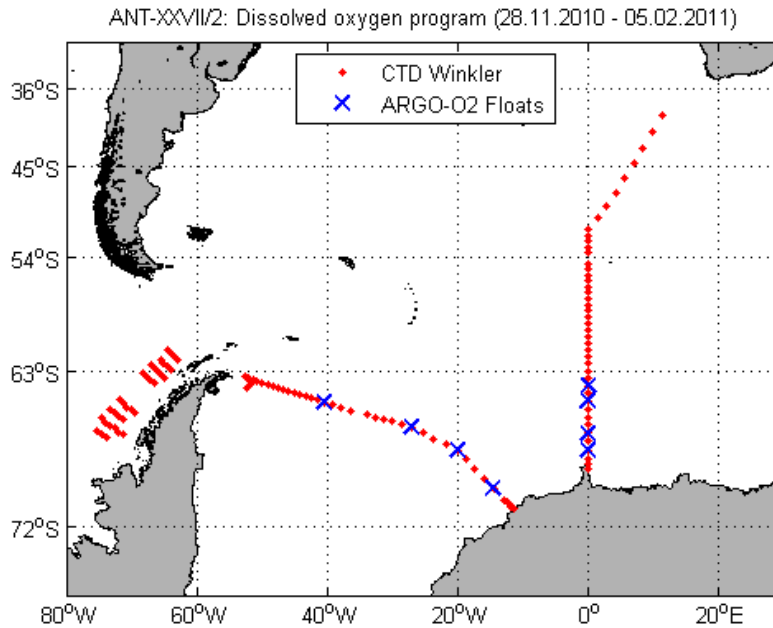 ANT-XXVII/2: Dissolved oxygen program (28.11.2010 - 05.02.2011)
CTD Winkler
ARGO-O2 Floats
36°S
45°S
54°S
63°S
72°S
80°W
60°W
40°W
20°W
0°
20°E